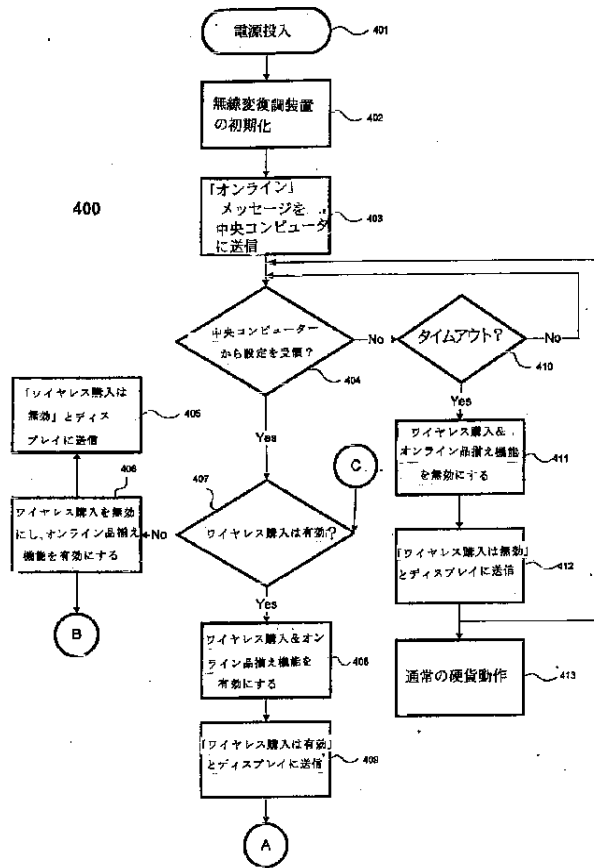 電源投入
401
無線変復調装置
の初期化
402
400
「オンライン」
メッセージを
中央コンピュータ
に送信
403
中央コンピューター
から設定を受領?
404
No
タイムアウト?
No
410
「ワイヤレス購入は
無効」とディス
プレイに送信
405
Yes
Yes
ワイヤレス購入&
オンライン品揃え機能
を無効にする
411
C
407
406
ワイヤレス購入を無効
にし、オンライン品揃え
機能を有効にする
No
ワイヤレス購入は有効?
「ワイヤレス購入は無効」
とディスプレイに送信
412
B
Yes
ワイヤレス購入&オン
ライン品揃え機能を
有効にする
408
通常の硬貨動作
413
「ワイヤレス購入は有効」
とディスプレイに送信
409
A